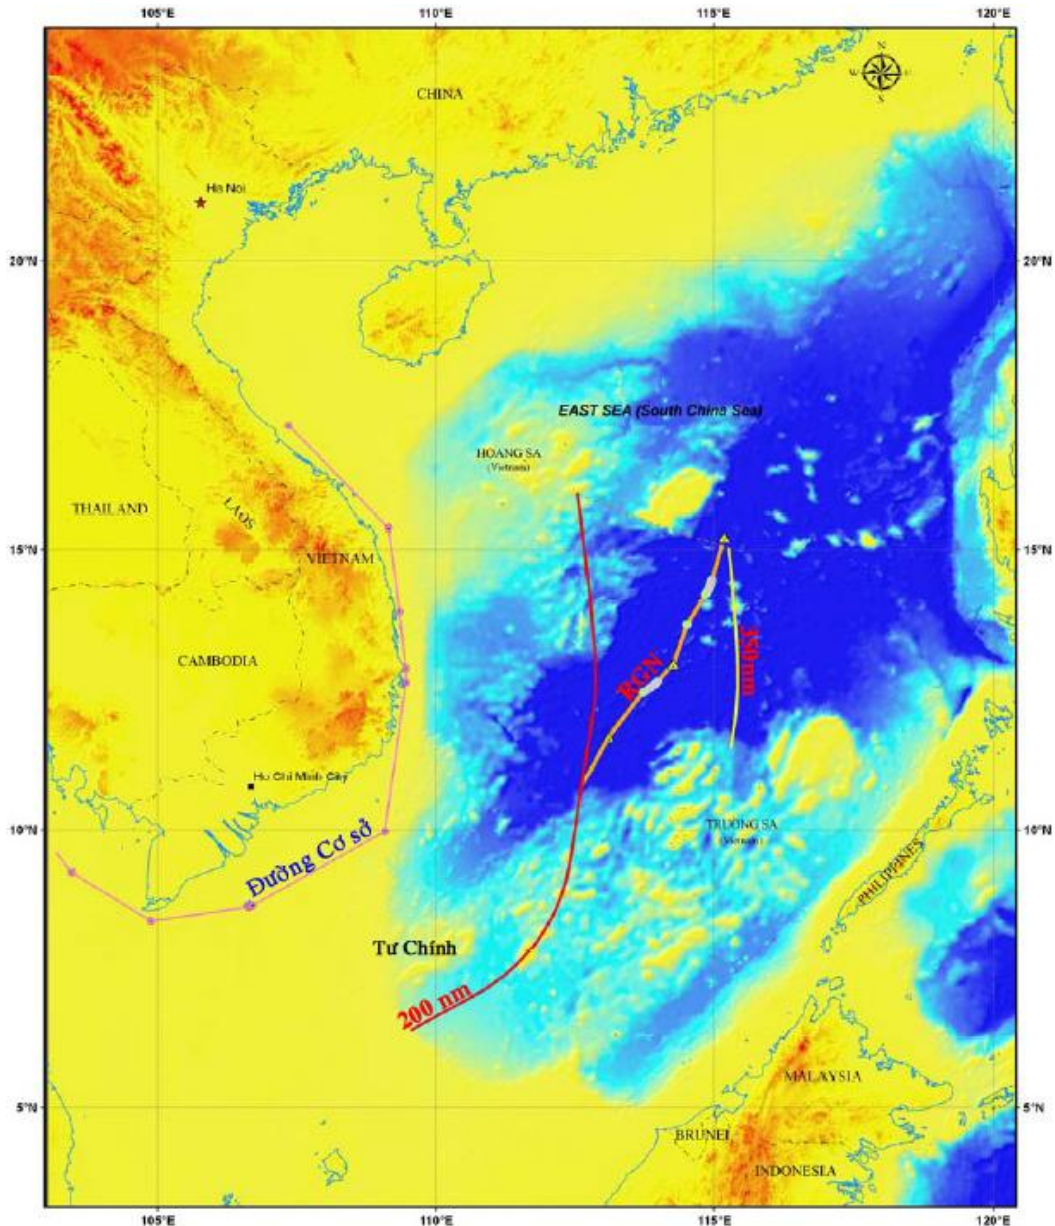 105°E 110°E 115°E 120°E
N
W E
S
CHINA
Ha Noi
20°N 20°N
EAST SEA (South China Sea)
HOANG SA
(Vietnam)
THAILAND
LAOS
VIETNAM
15°N 15°N
350nm
CAMBODIA
RGN
Ho Chi Minh City
10°N 10°N
TRUONG SA
(Vietnam)
Đường Cơ sở
PHILIPPINES
Tư Chính
200 nm
MALAYSIA
5°N 5°N
BRUNEI
INDONESIA
105°E 110°E 115°E 120°E